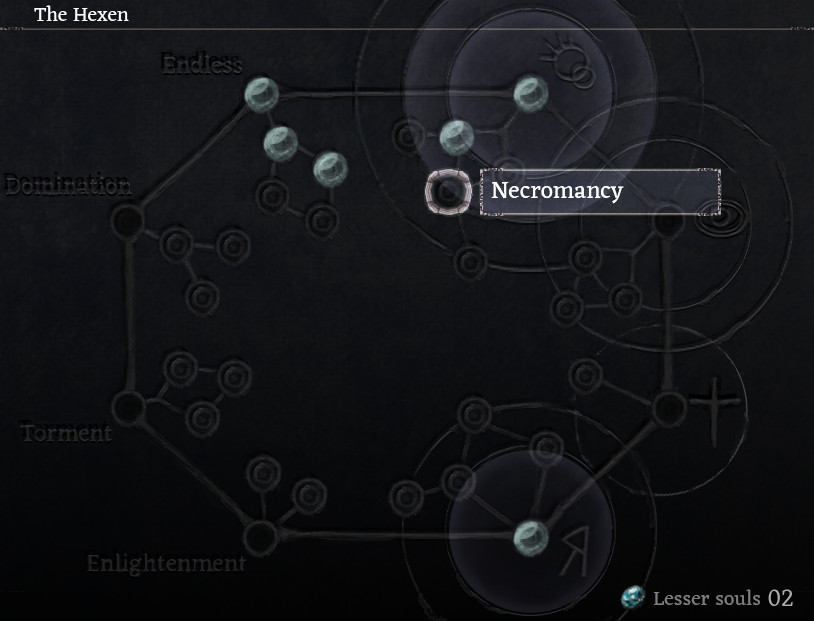 The Hexen
Endless
Domination
Necromancy
Torment
Enlightenment
Lesser souls 02